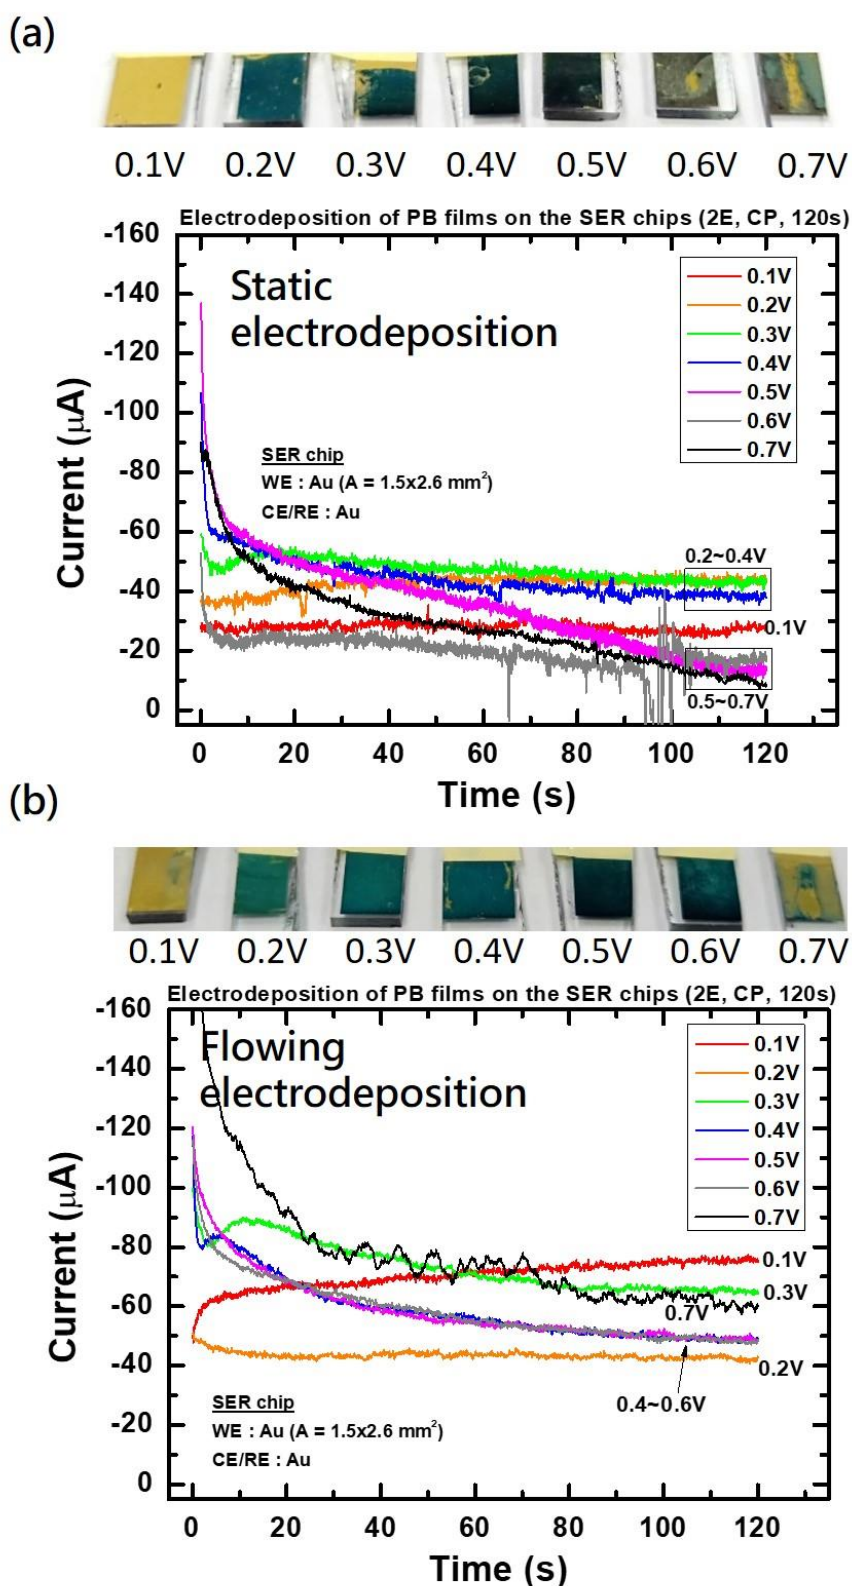 (a)
0.1V 0.2V 0.3V 0.4V 0.5V 0.6V 0.7V
Electrodeposition of PB films on the SER chips (2E, CP, 120s)
Static
electrodeposition
0.1V
0.2V
0.3V
0.4V
0.5V
0.6V
0.7V
SER chip
WE : Au (A = 1.5x2.6 mm²)
CE/RE : Au
0.2~0.4V
0.1V
0.5~0.7V
Current (µA)
-160
-140
-120
-100
-80
-60
-40
-20
0
0 20 40 60 80 100 120
Time (s)
(b)
0.1V 0.2V 0.3V 0.4V 0.5V 0.6V 0.7V
Electrodeposition of PB films on the SER chips (2E, CP, 120s)
Flowing
electrodeposition
0.1V
0.2V
0.3V
0.4V
0.5V
0.6V
0.7V
0.1V
0.3V
0.7V
0.2V
0.4~0.6V
SER chip
WE : Au (A = 1.5x2.6 mm²)
CE/RE : Au
Current (µA)
-160
-140
-120
-100
-80
-60
-40
-20
0
0 20 40 60 80 100 120
Time (s)